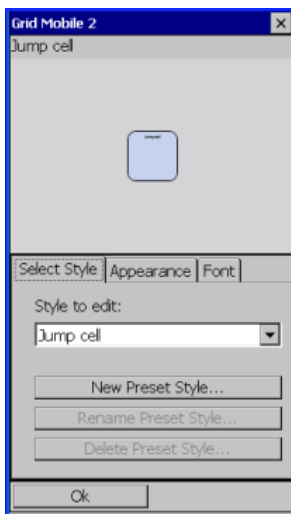 Grid Mobile 2
Jump cell
Select Style Appearance Font
Style to edit:
Jump cell
New Preset Style...
Rename Preset Style...
Delete Preset Style...
Ok